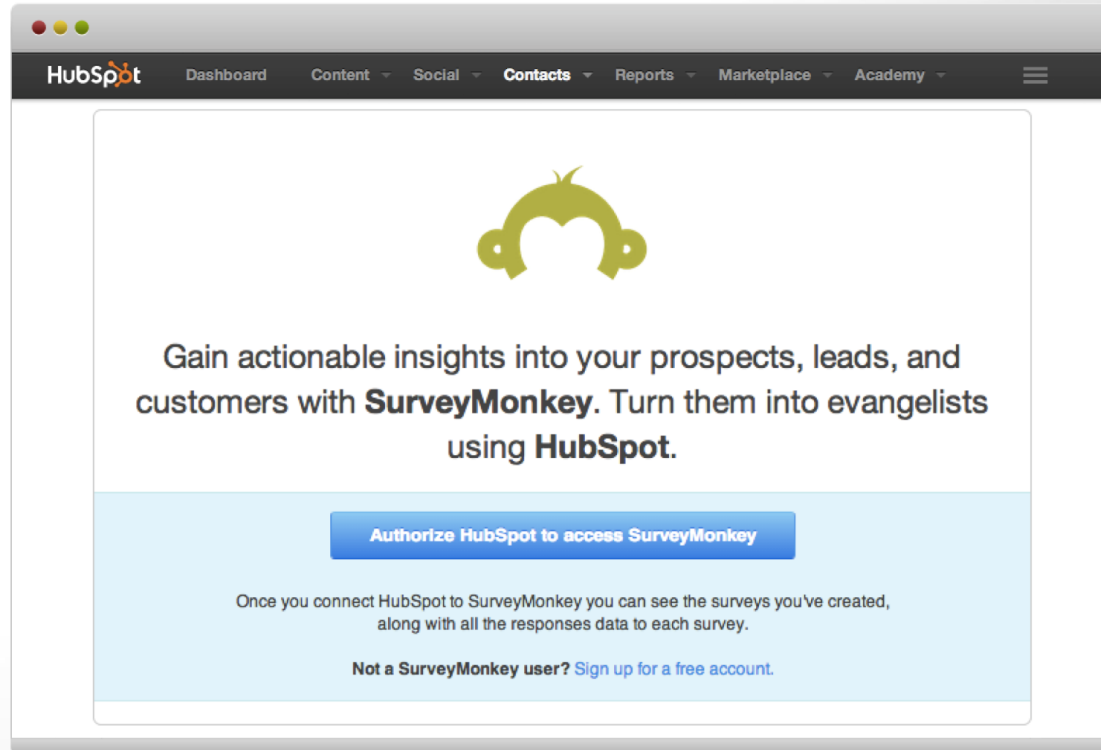 HubSpot Dashboard Content Social Contacts Reports Marketplace Academy
Gain actionable insights into your prospects, leads, and
customers with SurveyMonkey. Turn them into evangelists
using HubSpot.
Authorize HubSpot to access SurveyMonkey
Once you connect HubSpot to SurveyMonkey you can see the surveys you've created,
along with all the responses data to each survey.
Not a SurveyMonkey user? Sign up for a free account.